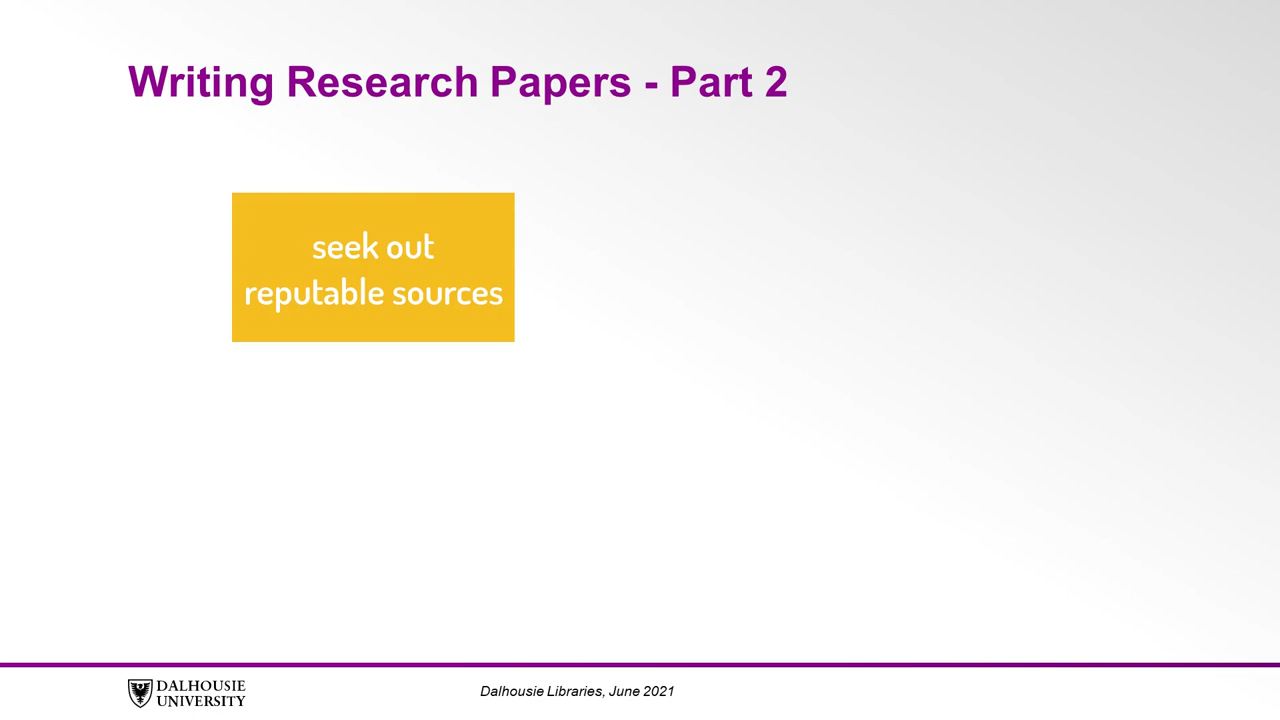 Writing Research Papers - Part 2
seek out
reputable sources
DALHOUSIE
UNIVERSITY
Dalhousie Libraries, June 2021